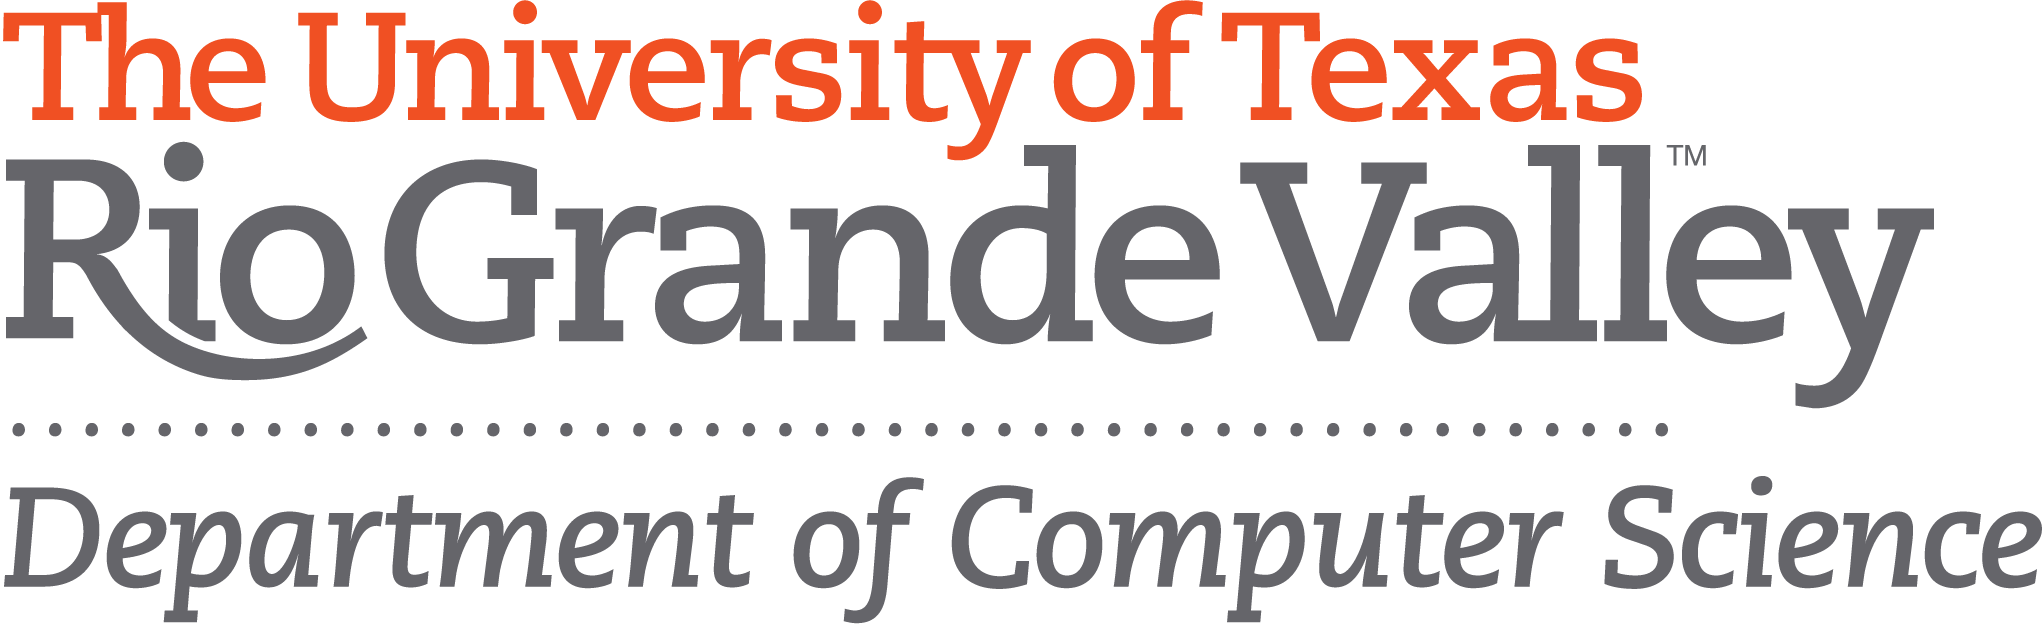 The University of Texas
Rio Grande Valley™
Department of Computer Science